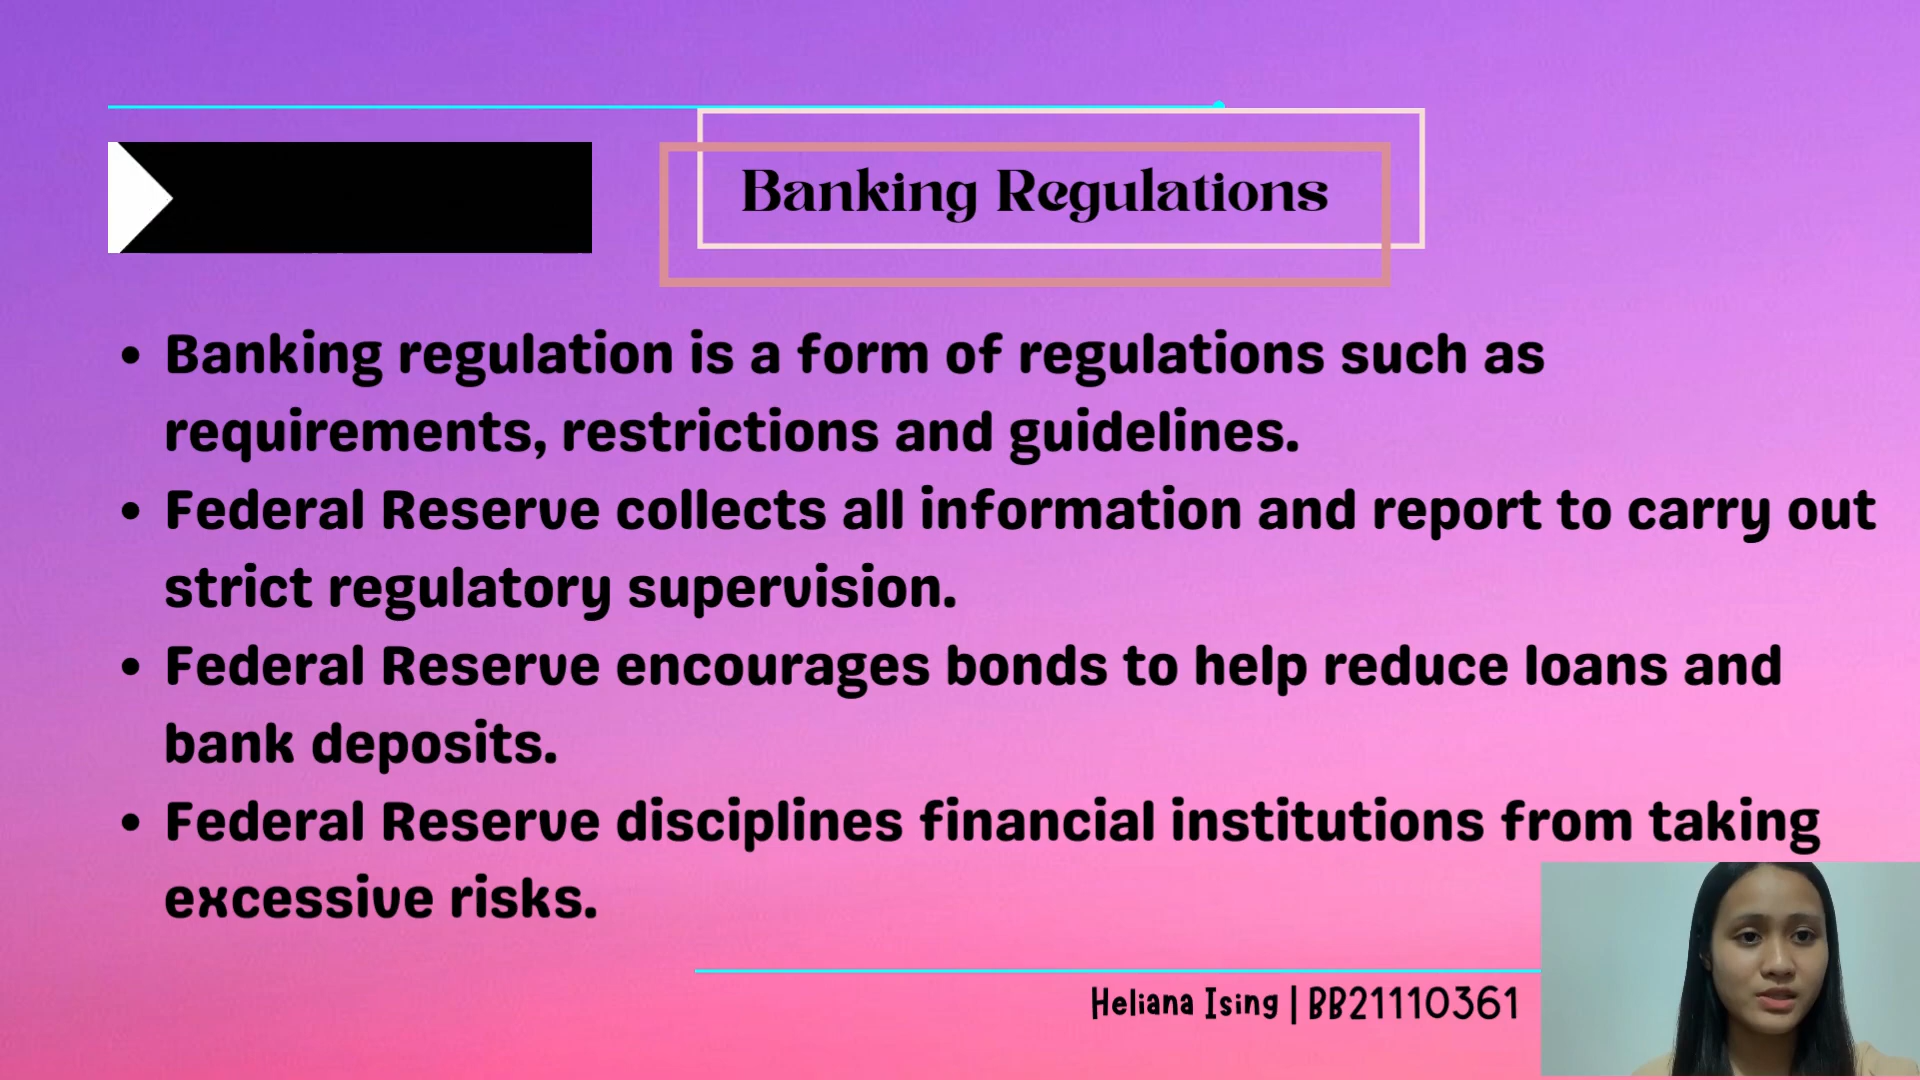 Banking Regulations
• Banking regulation is a form of regulations such as
requirements, restrictions and guidelines.
• Federal Reserve collects all information and report to carry out
strict regulatory supervision.
• Federal Reserve encourages bonds to help reduce loans and
bank deposits.
• Federal Reserve disciplines financial institutions from taking
excessive risks.
Heliana Ising | BB21110361